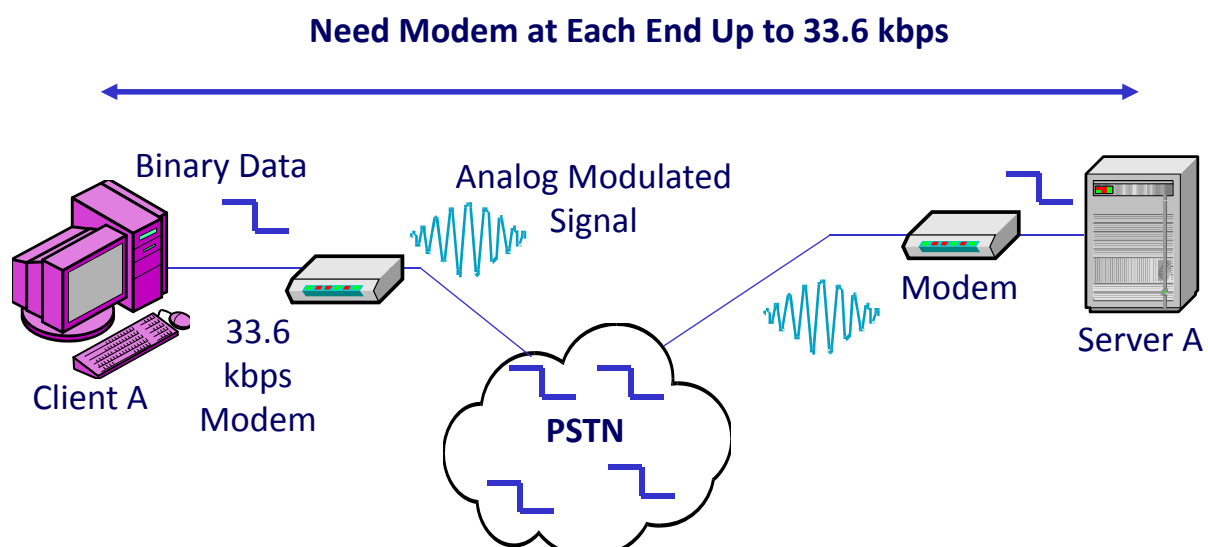 Need Modem at Each End Up to 33.6 kbps
Binary Data
Analog Modulated
Signal
33.6
kbps
Modem
Client A
PSTN
Modem
Server A